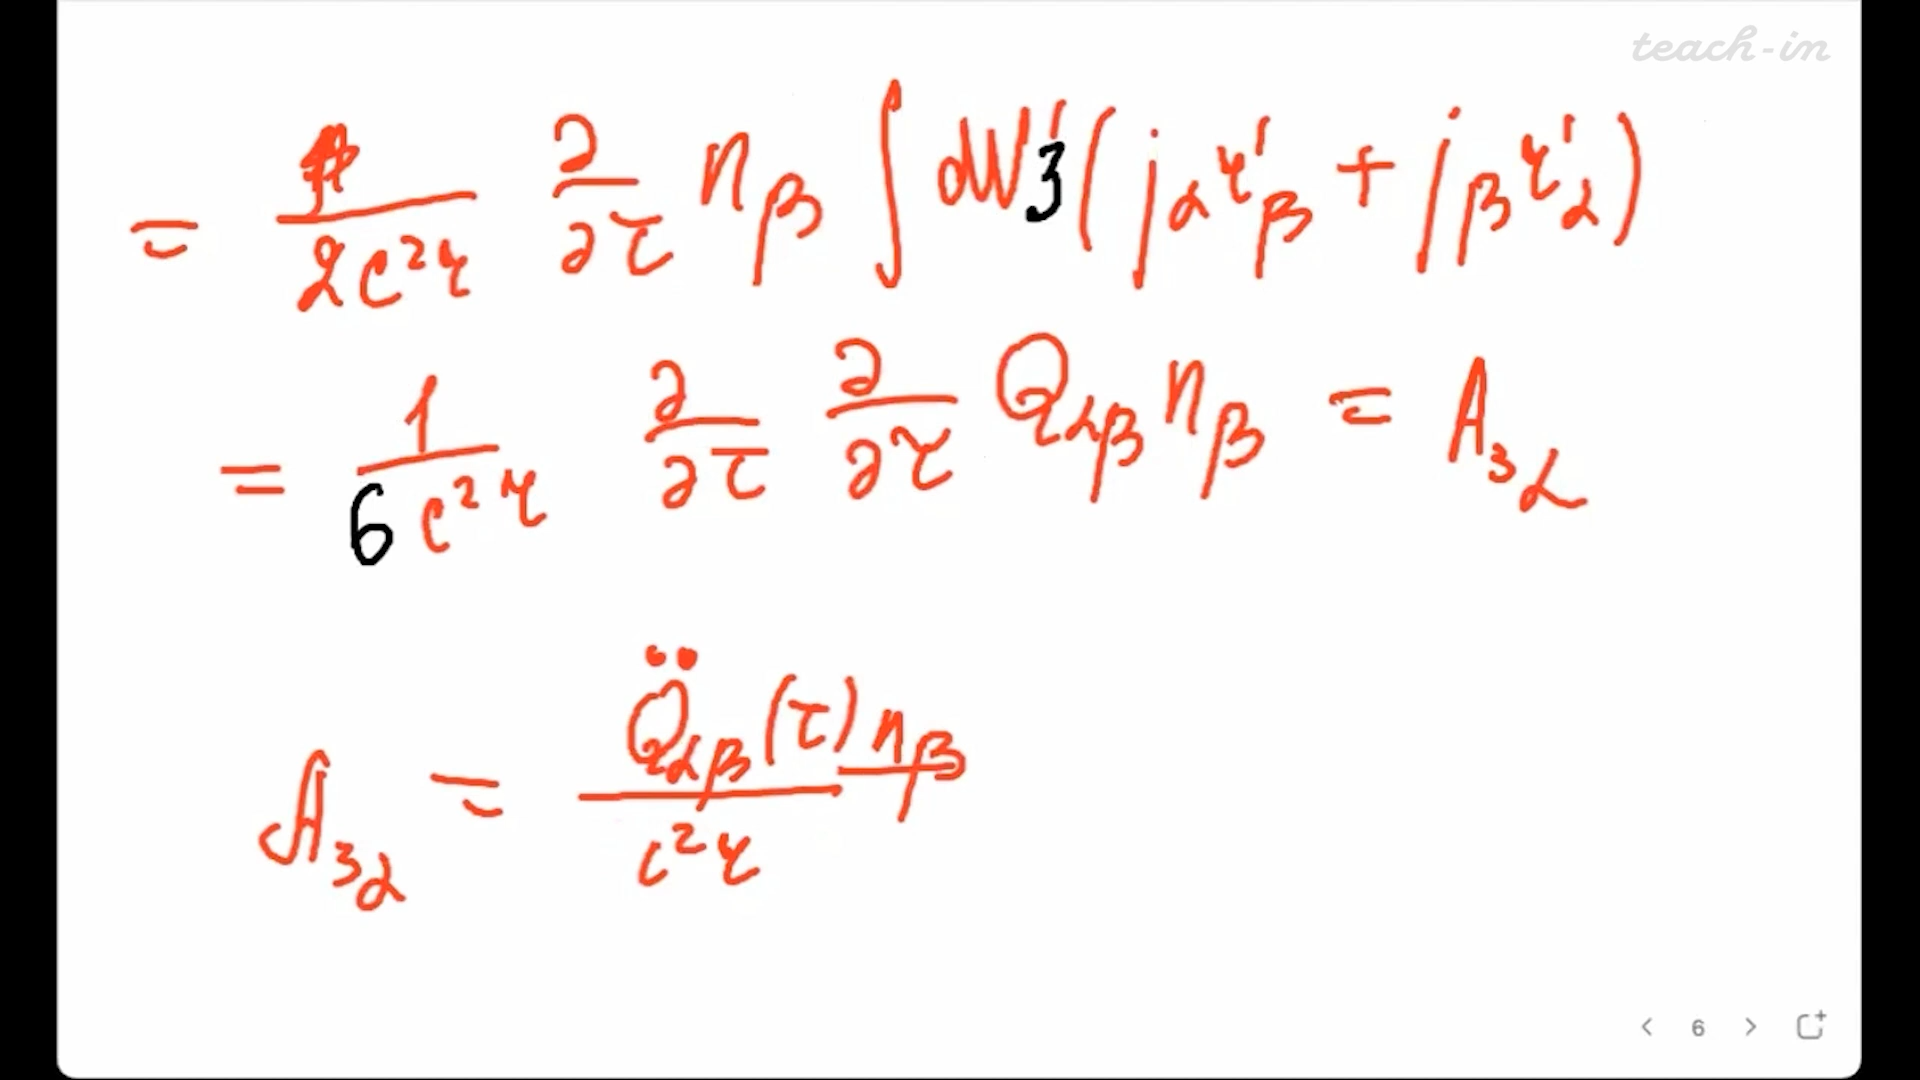 teach-in
= 1/(2c²r) ∂/∂τ n_β ∫ dV' 3 (j_α r'_β + j_β r'_α)
= 1/(6c²r) ∂/∂τ ∂/∂τ Q_αβ n_β = A_3α
A_3α = Q̈_αβ(τ) n_β / (c²r)
6